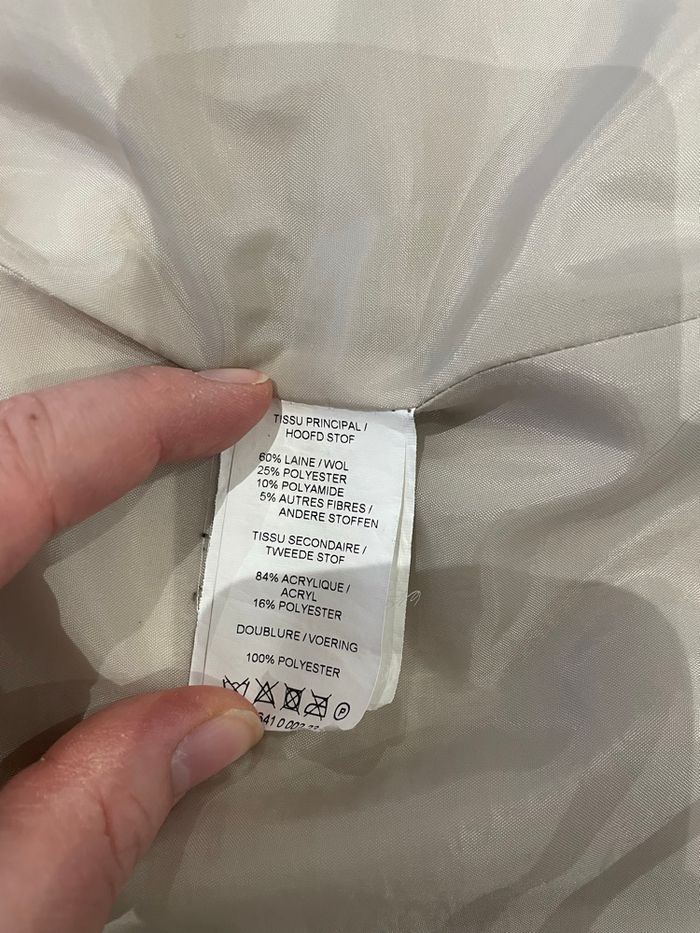 TISSU PRINCIPAL /
HOOFD STOF
60% LAINE / WOL
25% POLYESTER
10% POLYAMIDE
5% AUTRES FIBRES /
ANDERE STOFFEN
TISSU SECONDAIRE /
TWEEDE STOF
84% ACRYLIQUE /
ACRYL
16% POLYESTER
DOUBLURE / VOERING
100% POLYESTER
P